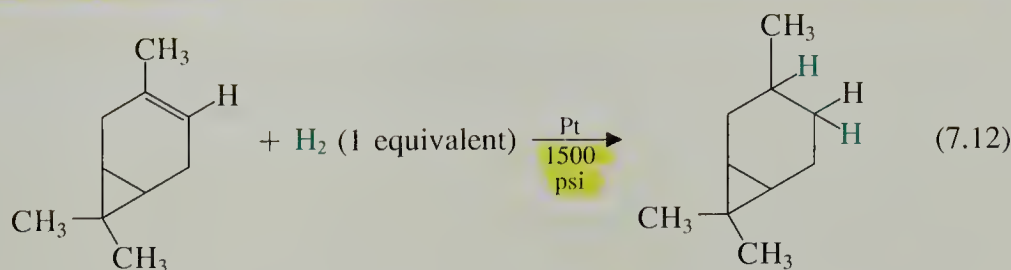 CH₃
H
+ H₂ (1 equivalent)
Pt
1500
psi
CH₃
CH₃
CH₃
H
H
H
CH₃
CH₃
(7.12)